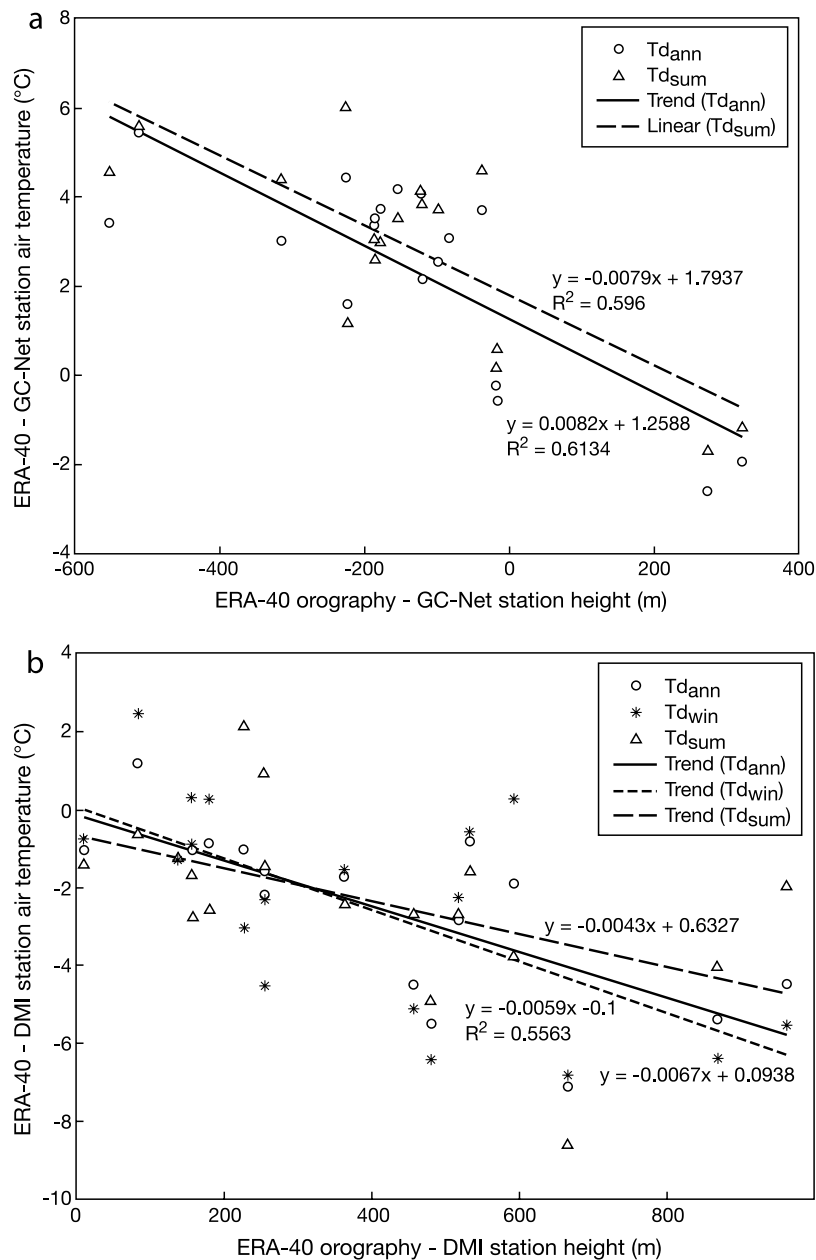 a
8
6
4
2
0
-2
-4
ERA-40 - GC-Net station air temperature (°C)
Td_ann
Td_sum
Trend (Td_ann)
Linear (Td_sum)
y = -0.0079x + 1.7937
R² = 0.596
y = 0.0082x + 1.2588
R² = 0.6134
-600
-400
-200
0
200
400
ERA-40 orography - GC-Net station height (m)
b
4
2
0
-2
-4
-6
-8
-10
ERA-40 - DMI station air temperature (°C)
Td_ann
Td_win
Td_sum
Trend (Td_ann)
Trend (Td_win)
Trend (Td_sum)
y = -0.0043x + 0.6327
y = -0.0059x -0.1
R² = 0.5563
y = -0.0067x + 0.0938
0
200
400
600
800
ERA-40 orography - DMI station height (m)